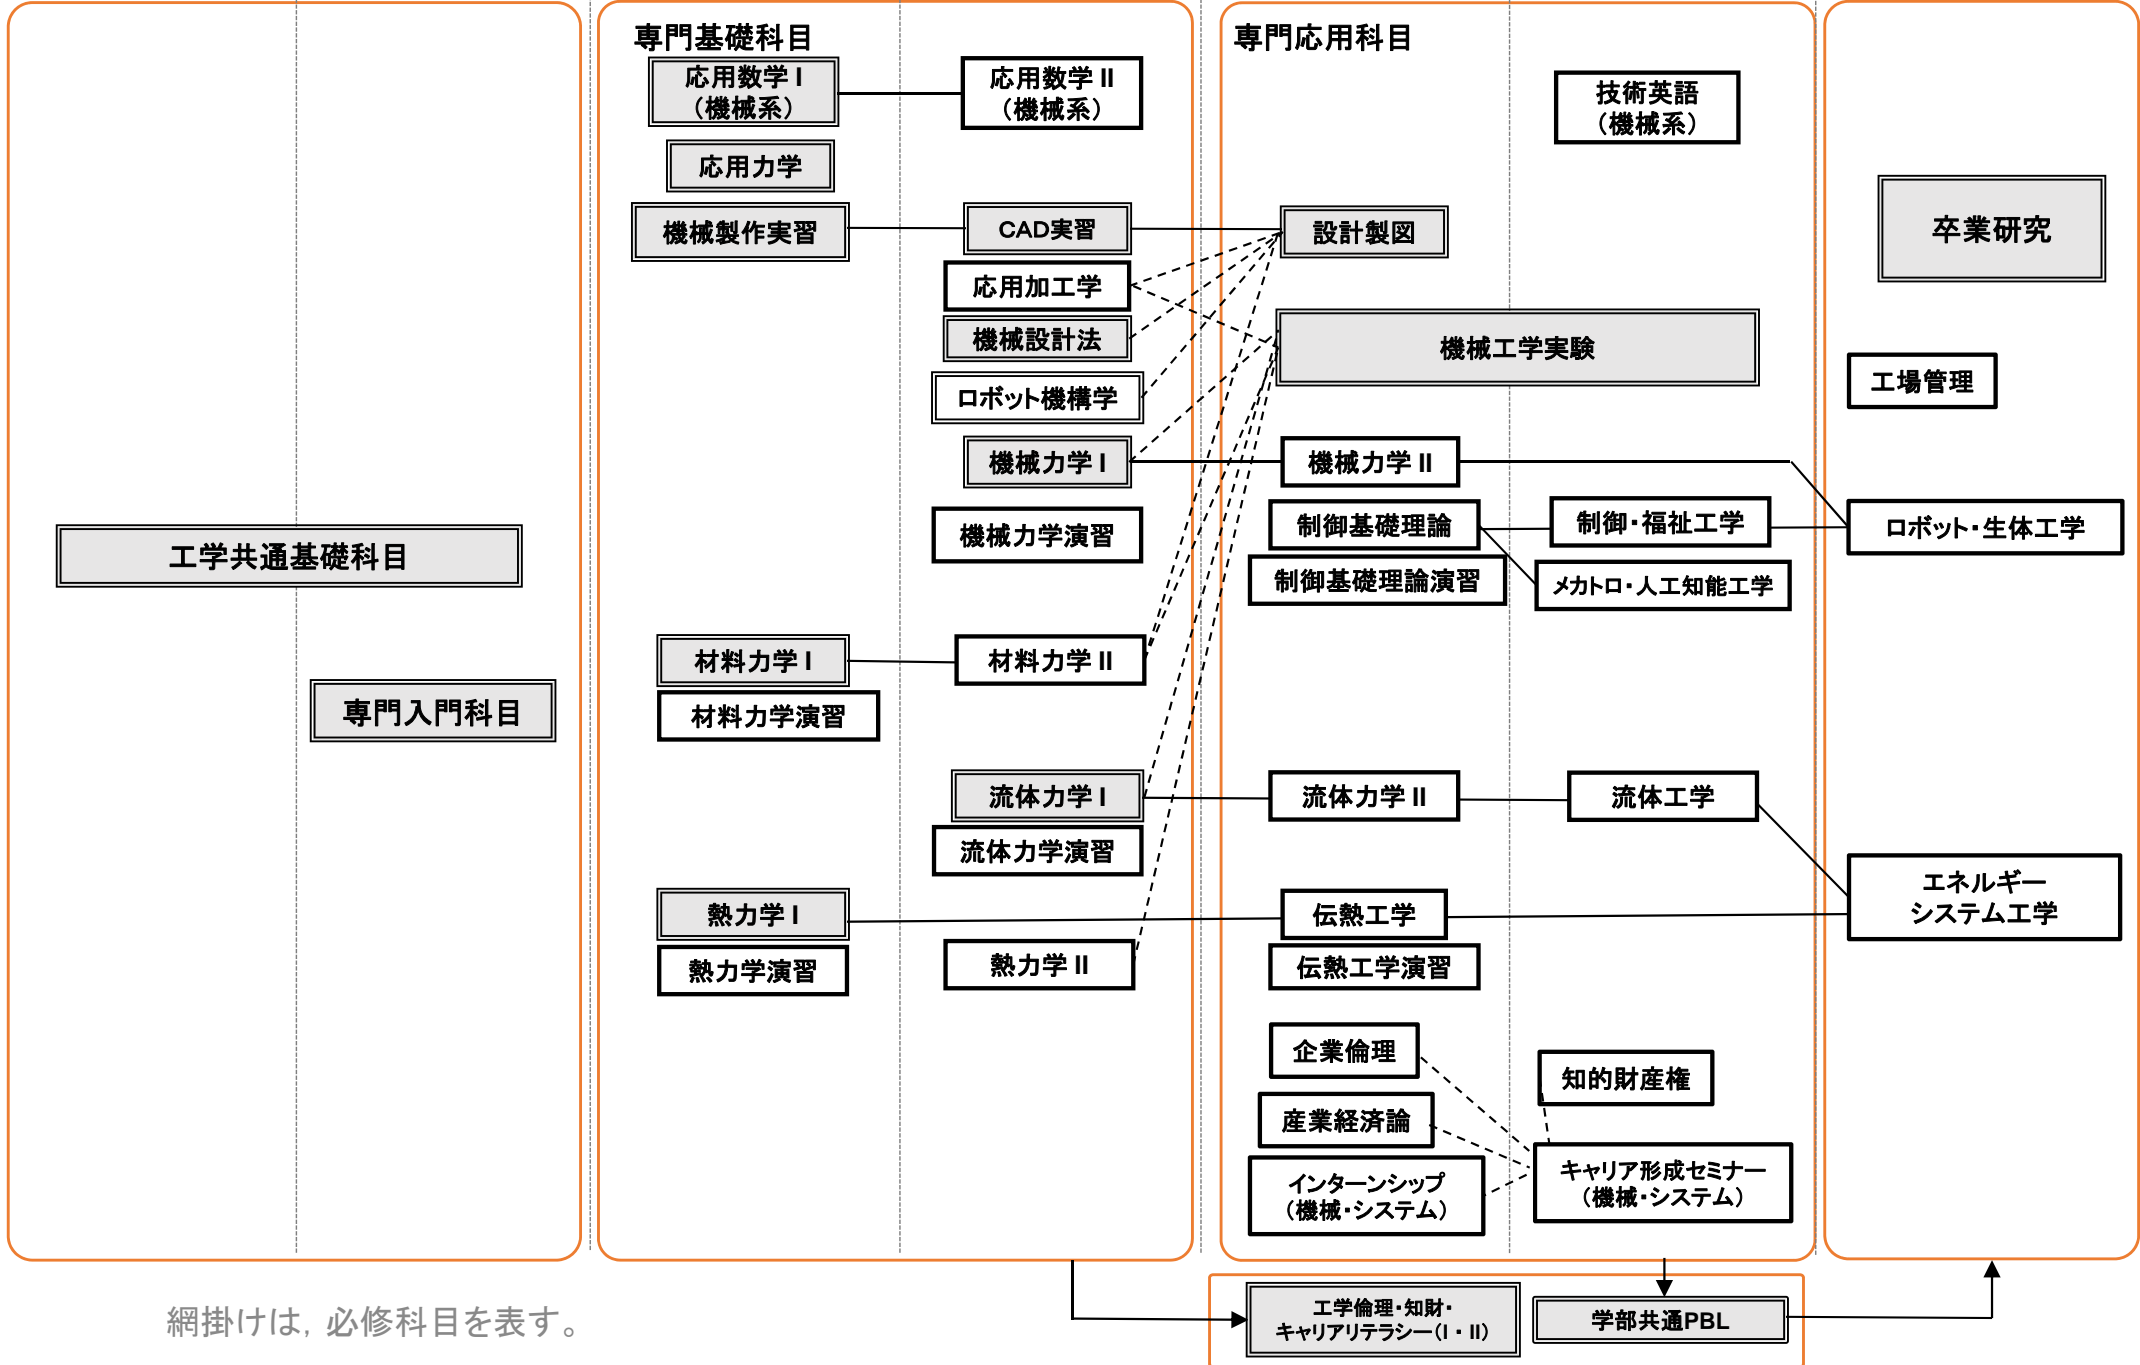 工学共通基礎科目
専門入門科目
専門基礎科目
応用数学 I
（機械系）
応用数学 II
（機械系）
応用力学
機械製作実習
CAD実習
応用加工学
機械設計法
ロボット機構学
機械力学 I
機械力学演習
材料力学 I
材料力学 II
材料力学演習
流体力学 I
流体力学演習
熱力学 I
熱力学演習
熱力学 II
専門応用科目
技術英語
（機械系）
設計製図
機械工学実験
機械力学 II
制御基礎理論
制御・福祉工学
制御基礎理論演習
メカトロ・人工知能工学
流体力学 II
流体工学
伝熱工学
伝熱工学演習
企業倫理
知的財産権
産業経済論
インターンシップ
（機械・システム）
キャリア形成セミナー
（機械・システム）
卒業研究
工場管理
ロボット・生体工学
エネルギー
システム工学
工学倫理・知財・
キャリアリテラシー（I・II）
学部共通PBL
網掛けは，必修科目を表す。